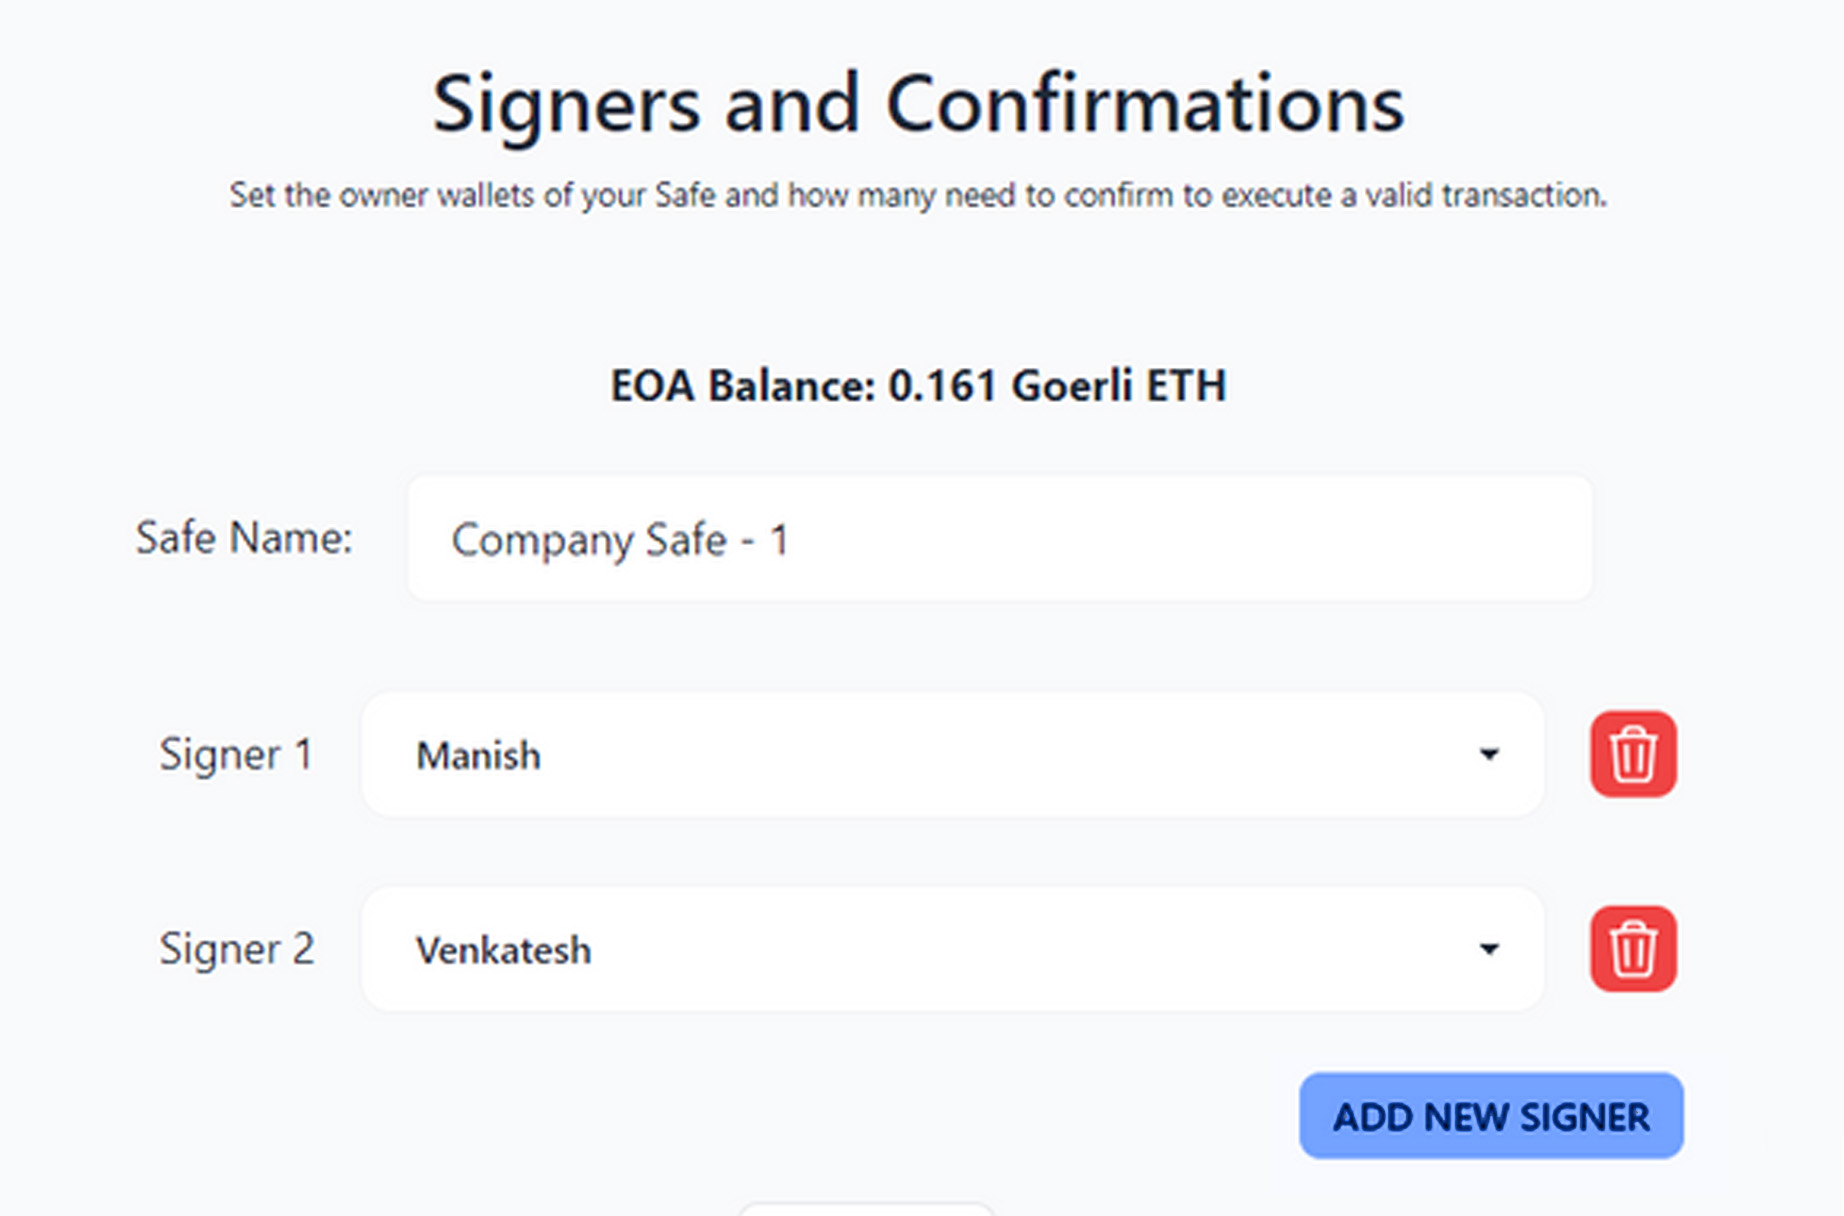 Signers and Confirmations
Set the owner wallets of your Safe and how many need to confirm to execute a valid transaction.
EOA Balance: 0.161 Goerli ETH
Safe Name: Company Safe - 1
Signer 1 Manish
Signer 2 Venkatesh
ADD NEW SIGNER